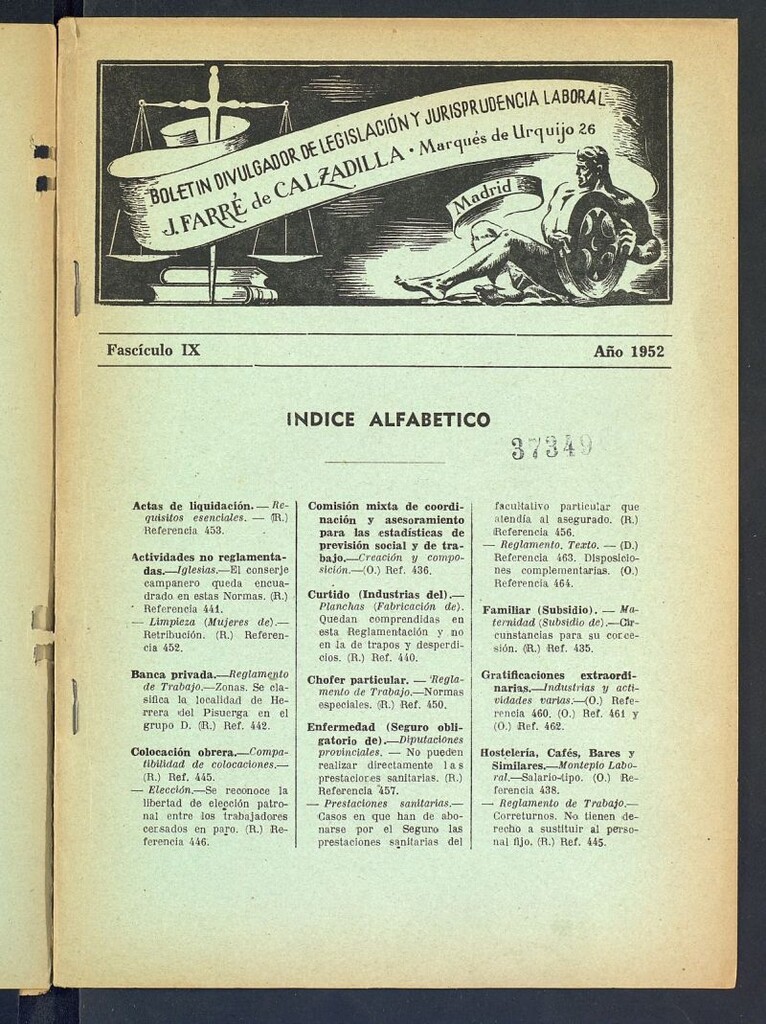 BOLETIN DIVULGADOR DE LEGISLACIÓN Y JURISPRUDENCIA LABORAL
J. FARRÉ de CALZADILLA · Marqués de Urquijo 26
Madrid
Fascículo IX
Año 1952
INDICE ALFABETICO
37349
Actas de liquidación. — Re-
quisitos esenciales. — (R.)
Referencia 453.
Actividades no reglamenta-
das.—Iglesias.—El conserje
campanero queda encua-
drado en estas Normas. (R.)
Referencia 441.
— Limpieza (Mujeres de).—
Retribución. (R.) Referen-
cia 452.
Banca privada.—Reglamento
de Trabajo.—Zonas. Se cla-
sifica la localidad de He-
rrera del Pisuerga en el
grupo D. (R.) Ref. 442.
Colocación obrera.—Compa-
tibilidad de colocaciones.—
(R.) Ref. 445.
— Elección.—Se reconoce la
libertad de elección patro-
nal entre los trabajadores
censados en paro. (R.) Re-
ferencia 446.
Comisión mixta de coordi-
nación y asesoramiento
para las estadísticas de
previsión social y de tra-
bajo.—Creación y compo-
sición.—(O.) Ref. 436.
Curtido (Industrias del).—
Planchas (Fabricación de).
Quedan comprendidas en
esta Reglamentación y no
en la de trapos y desperdi-
cios. (R.) Ref. 440.
Chofer particular. — Regla-
mento de Trabajo.—Normas
especiales. (R.) Ref. 450.
Enfermedad (Seguro obli-
gatorio de).—Diputaciones
provinciales. — No pueden
realizar directamente las
prestaciones sanitarias. (R.)
Referencia 457.
— Prestaciones sanitarias.—
Casos en que han de abo-
narse por el Seguro las
prestaciones sanitarias del
facultativo particular que
atendía al asegurado. (R.)
Referencia 456.
— Reglamento. Texto. — (D.)
Referencia 463. Disposicio-
nes complementarias. (O.)
Referencia 464.
Familiar (Subsidio). — Ma-
ternidad (Subsidio de).—Cir-
cunstancias para su conce-
sión. (R.) Ref. 435.
Gratificaciones extraordi-
narias.—Industrias y acti-
vidades varias.—(O.) Refe-
rencia 460. (O.) Ref. 461 y
(O.) Ref. 462.
Hostelería, Cafés, Bares y
Similares.—Montepío Labo-
ral.—Salario-tipo. (O.) Re-
ferencia 438.
— Reglamento de Trabajo.—
Correturnos. No tienen de-
recho a sustituir al perso-
nal fijo. (R.) Ref. 445.